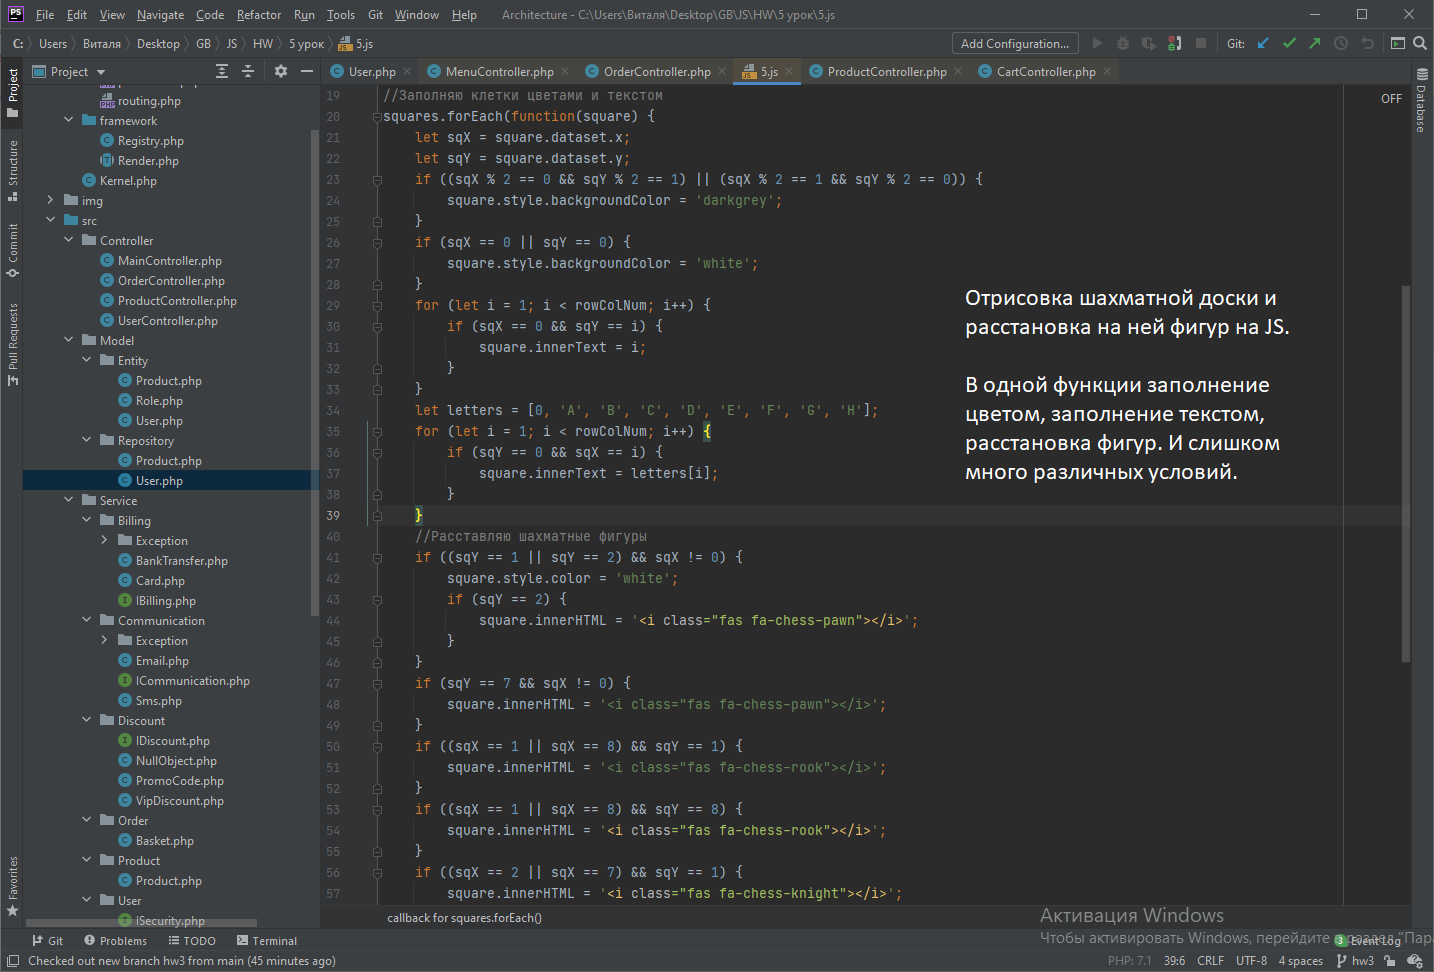 File Edit View Navigate Code Refactor Run Tools Git Window Help Architecture - C:\Users\Виталя\Desktop\GB\JS\HW\5 урок\5.js
C: Users Виталя Desktop GB JS HW 5 урок 5.js Add Configuration... Git:
Project User.php MenuController.php OrderController.php 5.js ProductController.php CartController.php
Project
Structure
Commit
Pull Requests
Favorites
Database
OFF
routing.php
framework
Registry.php
Render.php
Kernel.php
img
src
Controller
MainController.php
OrderController.php
ProductController.php
UserController.php
Model
Entity
Product.php
Role.php
User.php
Repository
Product.php
User.php
Service
Billing
Exception
BankTransfer.php
Card.php
IBilling.php
Communication
Exception
Email.php
ICommunication.php
Sms.php
Discount
IDiscount.php
NullObject.php
PromoCode.php
VipDiscount.php
Order
Basket.php
Product
Product.php
User
ISecurity.php
19 //Заполняю клетки цветами и текстом
20 squares.forEach(function(square) {
21 let sqX = square.dataset.x;
22 let sqY = square.dataset.y;
23 if ((sqX % 2 == 0 && sqY % 2 == 1) || (sqX % 2 == 1 && sqY % 2 == 0)) {
24 square.style.backgroundColor = 'darkgrey';
25 }
26 if (sqX == 0 || sqY == 0) {
27 square.style.backgroundColor = 'white';
28 }
29 for (let i = 1; i < rowColNum; i++) {
30 if (sqX == 0 && sqY == i) {
31 square.innerText = i;
32 }
33 }
34 let letters = [0, 'A', 'B', 'C', 'D', 'E', 'F', 'G', 'H'];
35 for (let i = 1; i < rowColNum; i++) {
36 if (sqY == 0 && sqX == i) {
37 square.innerText = letters[i];
38 }
39 }
40 //Расставляю шахматные фигуры
41 if ((sqY == 1 || sqY == 2) && sqX != 0) {
42 square.style.color = 'white';
43 if (sqY == 2) {
44 square.innerHTML = '<i class="fas fa-chess-pawn"></i>';
45 }
46 }
47 if (sqY == 7 && sqX != 0) {
48 square.innerHTML = '<i class="fas fa-chess-pawn"></i>';
49 }
50 if ((sqX == 1 || sqX == 8) && sqY == 1) {
51 square.innerHTML = '<i class="fas fa-chess-rook"></i>';
52 }
53 if ((sqX == 1 || sqX == 8) && sqY == 8) {
54 square.innerHTML = '<i class="fas fa-chess-rook"></i>';
55 }
56 if ((sqX == 2 || sqX == 7) && sqY == 1) {
57 square.innerHTML = '<i class="fas fa-chess-knight"></i>';
callback for squares.forEach()
Отрисовка шахматной доски и
расстановка на ней фигур на JS.
В одной функции заполнение
цветом, заполнение текстом,
расстановка фигур. И слишком
много различных условий.
Активация Windows
Чтобы активировать Windows, перейдите в раздел "Пар
Git Problems TODO Terminal 3 Event Log
Checked out new branch hw3 from main (45 minutes ago) PHP: 7.1 39:6 CRLF UTF-8 4 spaces hw3